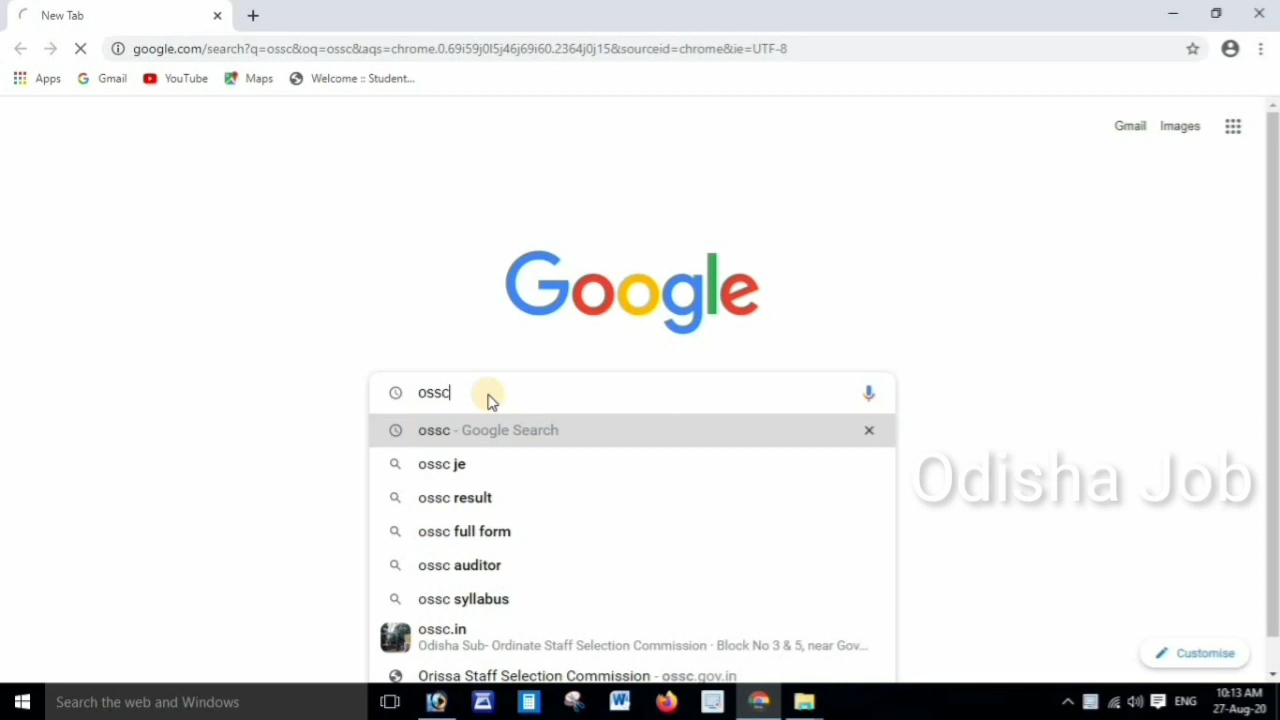 New Tab
google.com/search?q=ossc&oq=ossc&aqs=chrome.0.69i59j0l5j46j69i60.2364j0j15&sourceid=chrome&ie=UTF-8
Apps Gmail YouTube Maps Welcome :: Student...
Gmail Images
Google
ossc
ossc - Google Search
ossc je
ossc result
Odisha Job
ossc full form
ossc auditor
ossc syllabus
ossc.in
Odisha Sub- Ordinate Staff Selection Commission · Block No 3 & 5, near Gov...
Customise
Orissa Staff Selection Commission - ossc.gov.in
Search the web and Windows
ENG
10:13 AM
27-Aug-20